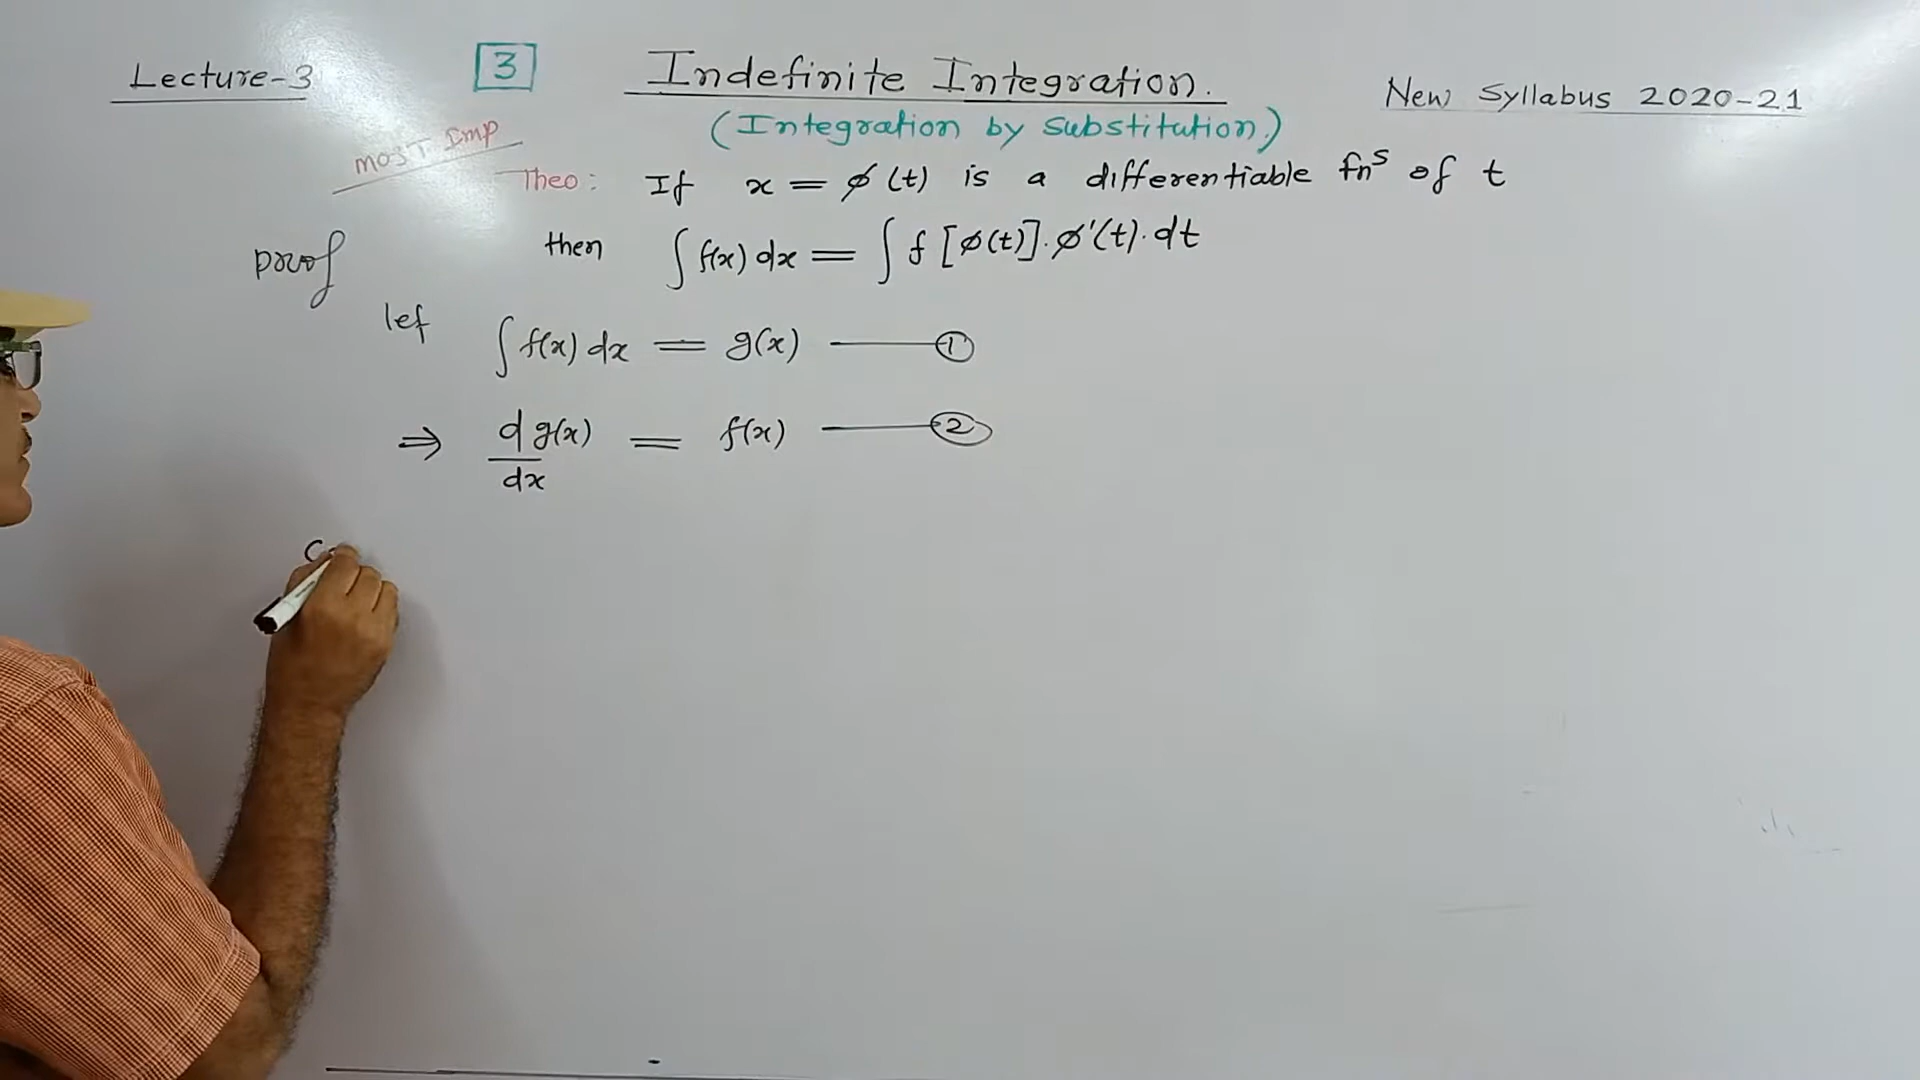 Lecture-3
3
Indefinite Integration.
New Syllabus 2020-21
(Integration by substitution.)
MOST Imp
Theo: If x = ϕ(t) is a differentiable fnˢ of t
then ∫ f(x) dx = ∫ f [ϕ(t)]. ϕ'(t). dt
proof
let ∫ f(x) dx = g(x) — ①
⇒ d/dx g(x) = f(x) — ②